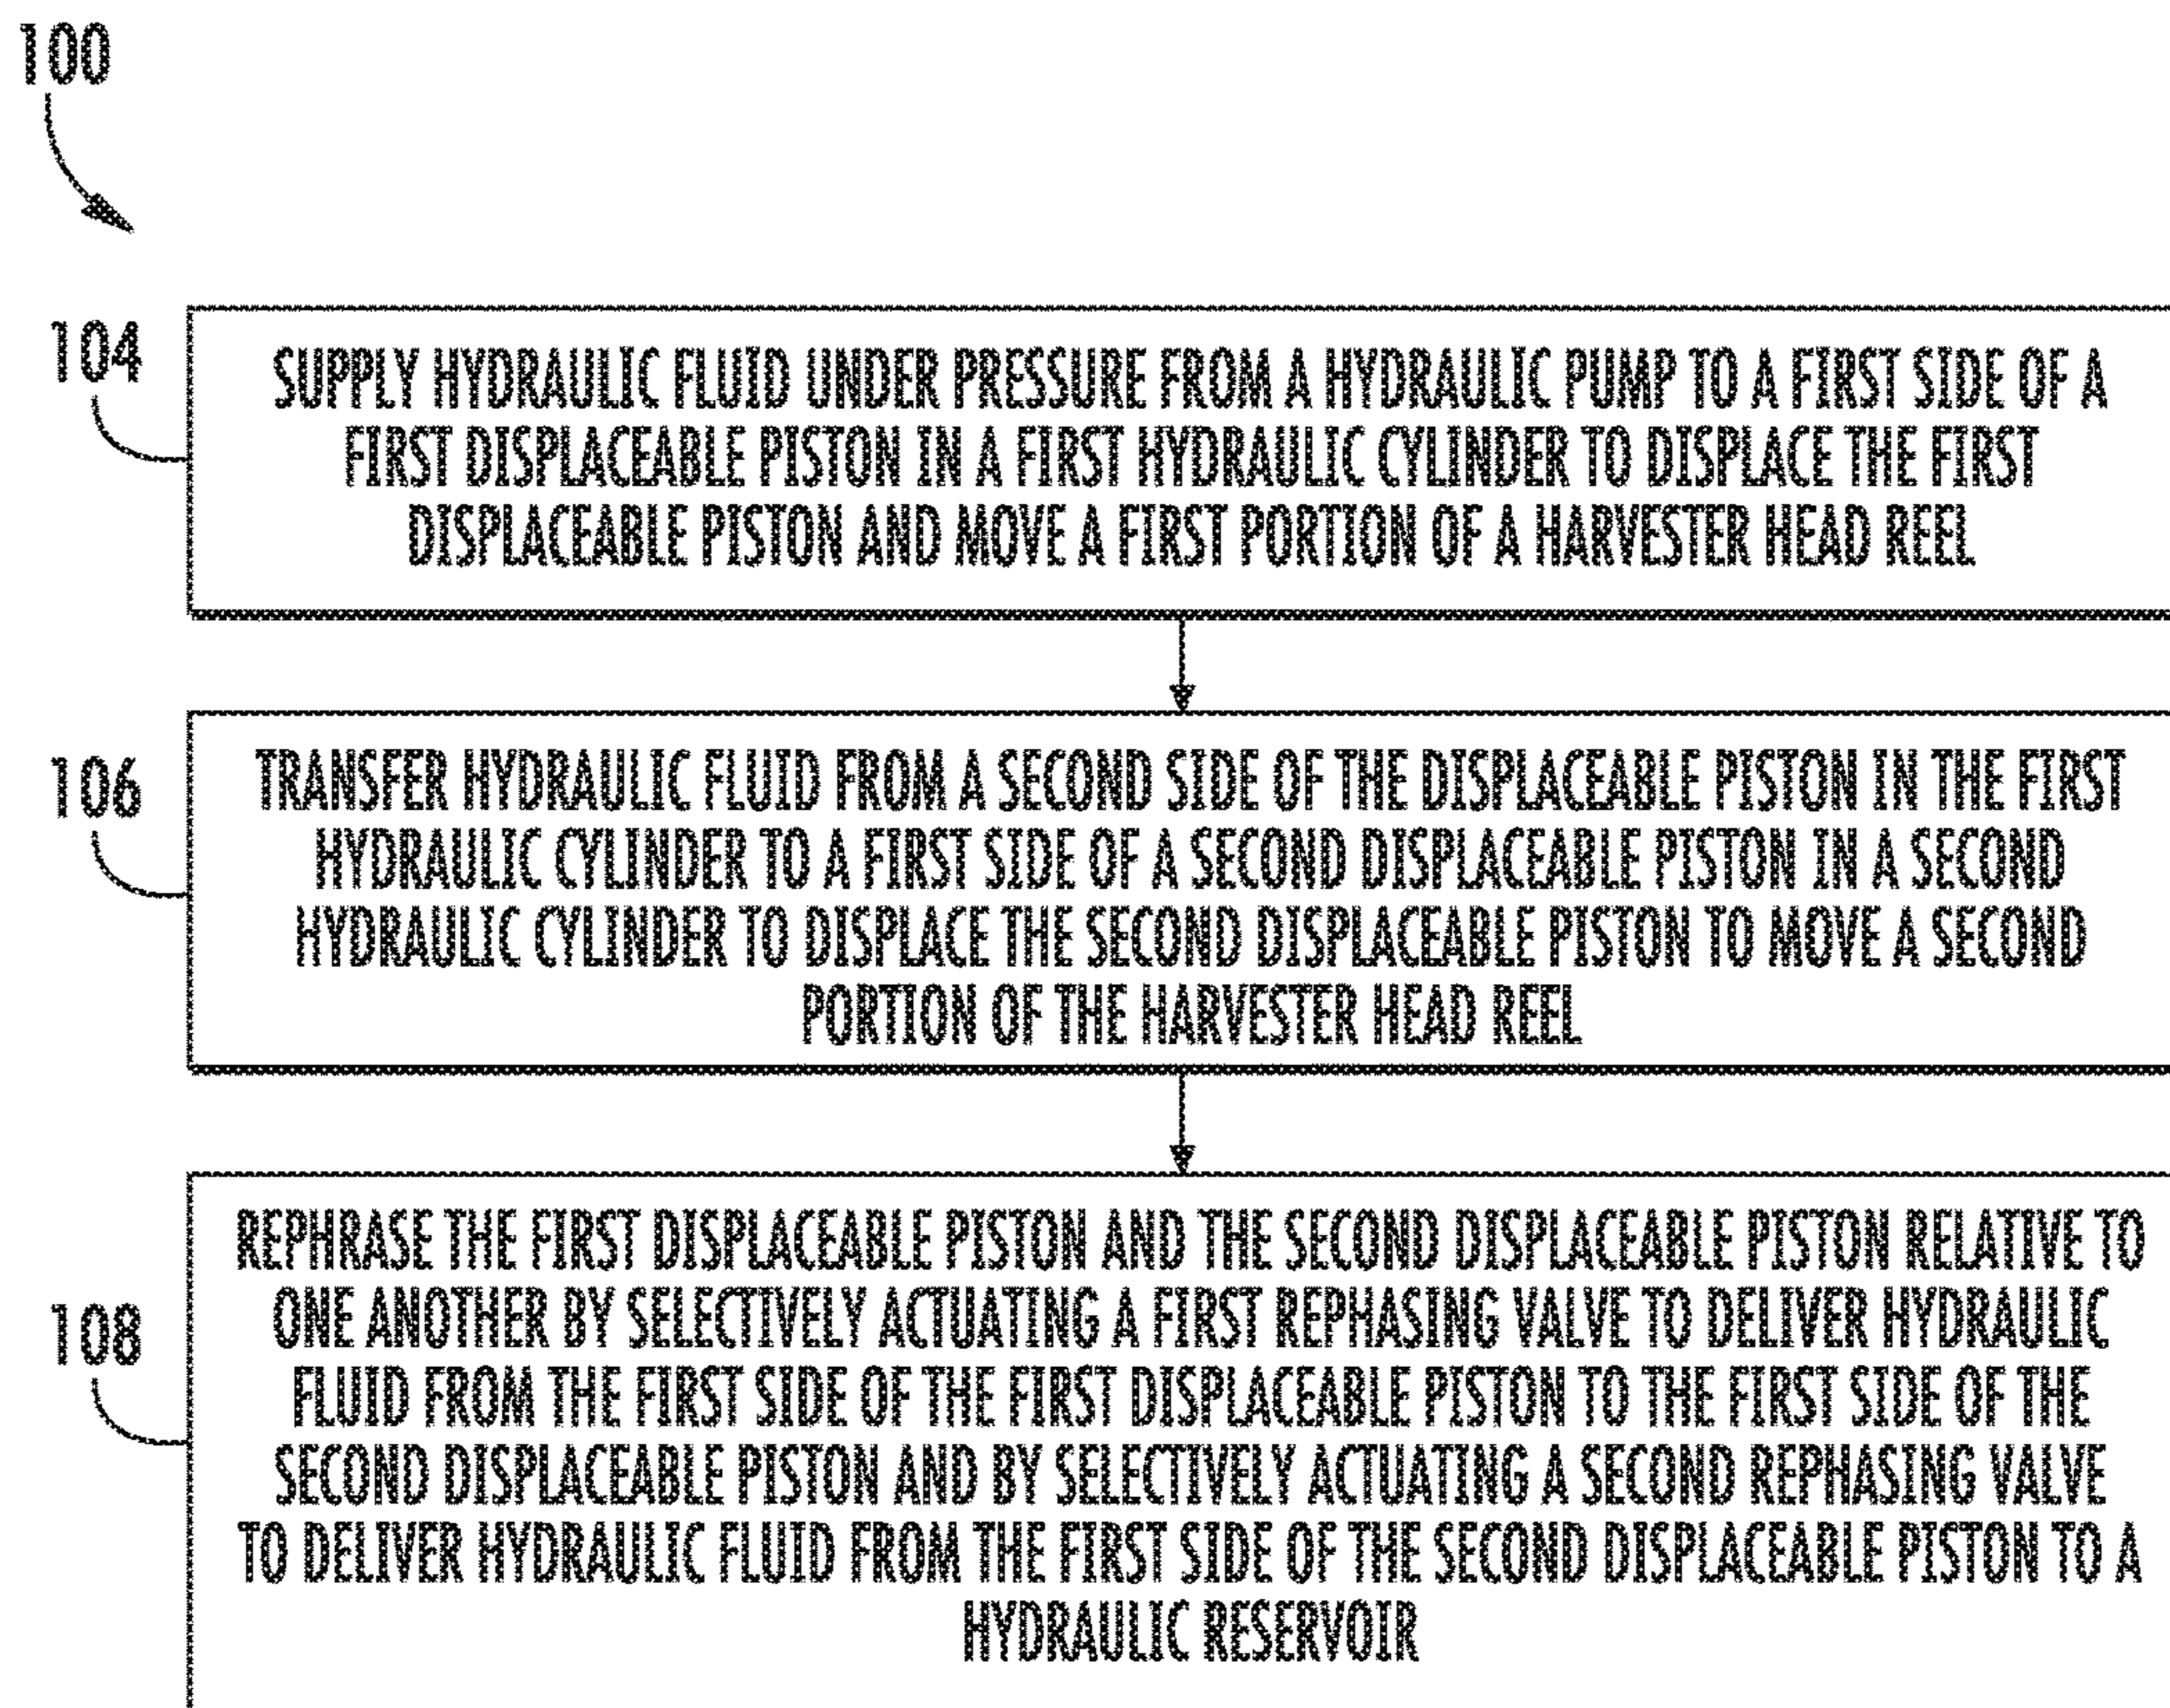 100
104
SUPPLY HYDRAULIC FLUID UNDER PRESSURE FROM A HYDRAULIC PUMP TO A FIRST SIDE OF A
FIRST DISPLACEABLE PISTON IN A FIRST HYDRAULIC CYLINDER TO DISPLACE THE FIRST
DISPLACEABLE PISTON AND MOVE A FIRST PORTION OF A HARVESTER HEAD REEL
106
TRANSFER HYDRAULIC FLUID FROM A SECOND SIDE OF THE DISPLACEABLE PISTON IN THE FIRST
HYDRAULIC CYLINDER TO A FIRST SIDE OF A SECOND DISPLACEABLE PISTON IN A SECOND
HYDRAULIC CYLINDER TO DISPLACE THE SECOND DISPLACEABLE PISTON TO MOVE A SECOND
PORTION OF THE HARVESTER HEAD REEL
108
REPHRASE THE FIRST DISPLACEABLE PISTON AND THE SECOND DISPLACEABLE PISTON RELATIVE TO
ONE ANOTHER BY SELECTIVELY ACTUATING A FIRST REPHASING VALVE TO DELIVER HYDRAULIC
FLUID FROM THE FIRST SIDE OF THE FIRST DISPLACEABLE PISTON TO THE FIRST SIDE OF THE
SECOND DISPLACEABLE PISTON AND BY SELECTIVELY ACTUATING A SECOND REPHASING VALVE
TO DELIVER HYDRAULIC FLUID FROM THE FIRST SIDE OF THE SECOND DISPLACEABLE PISTON TO A
HYDRAULIC RESERVOIR